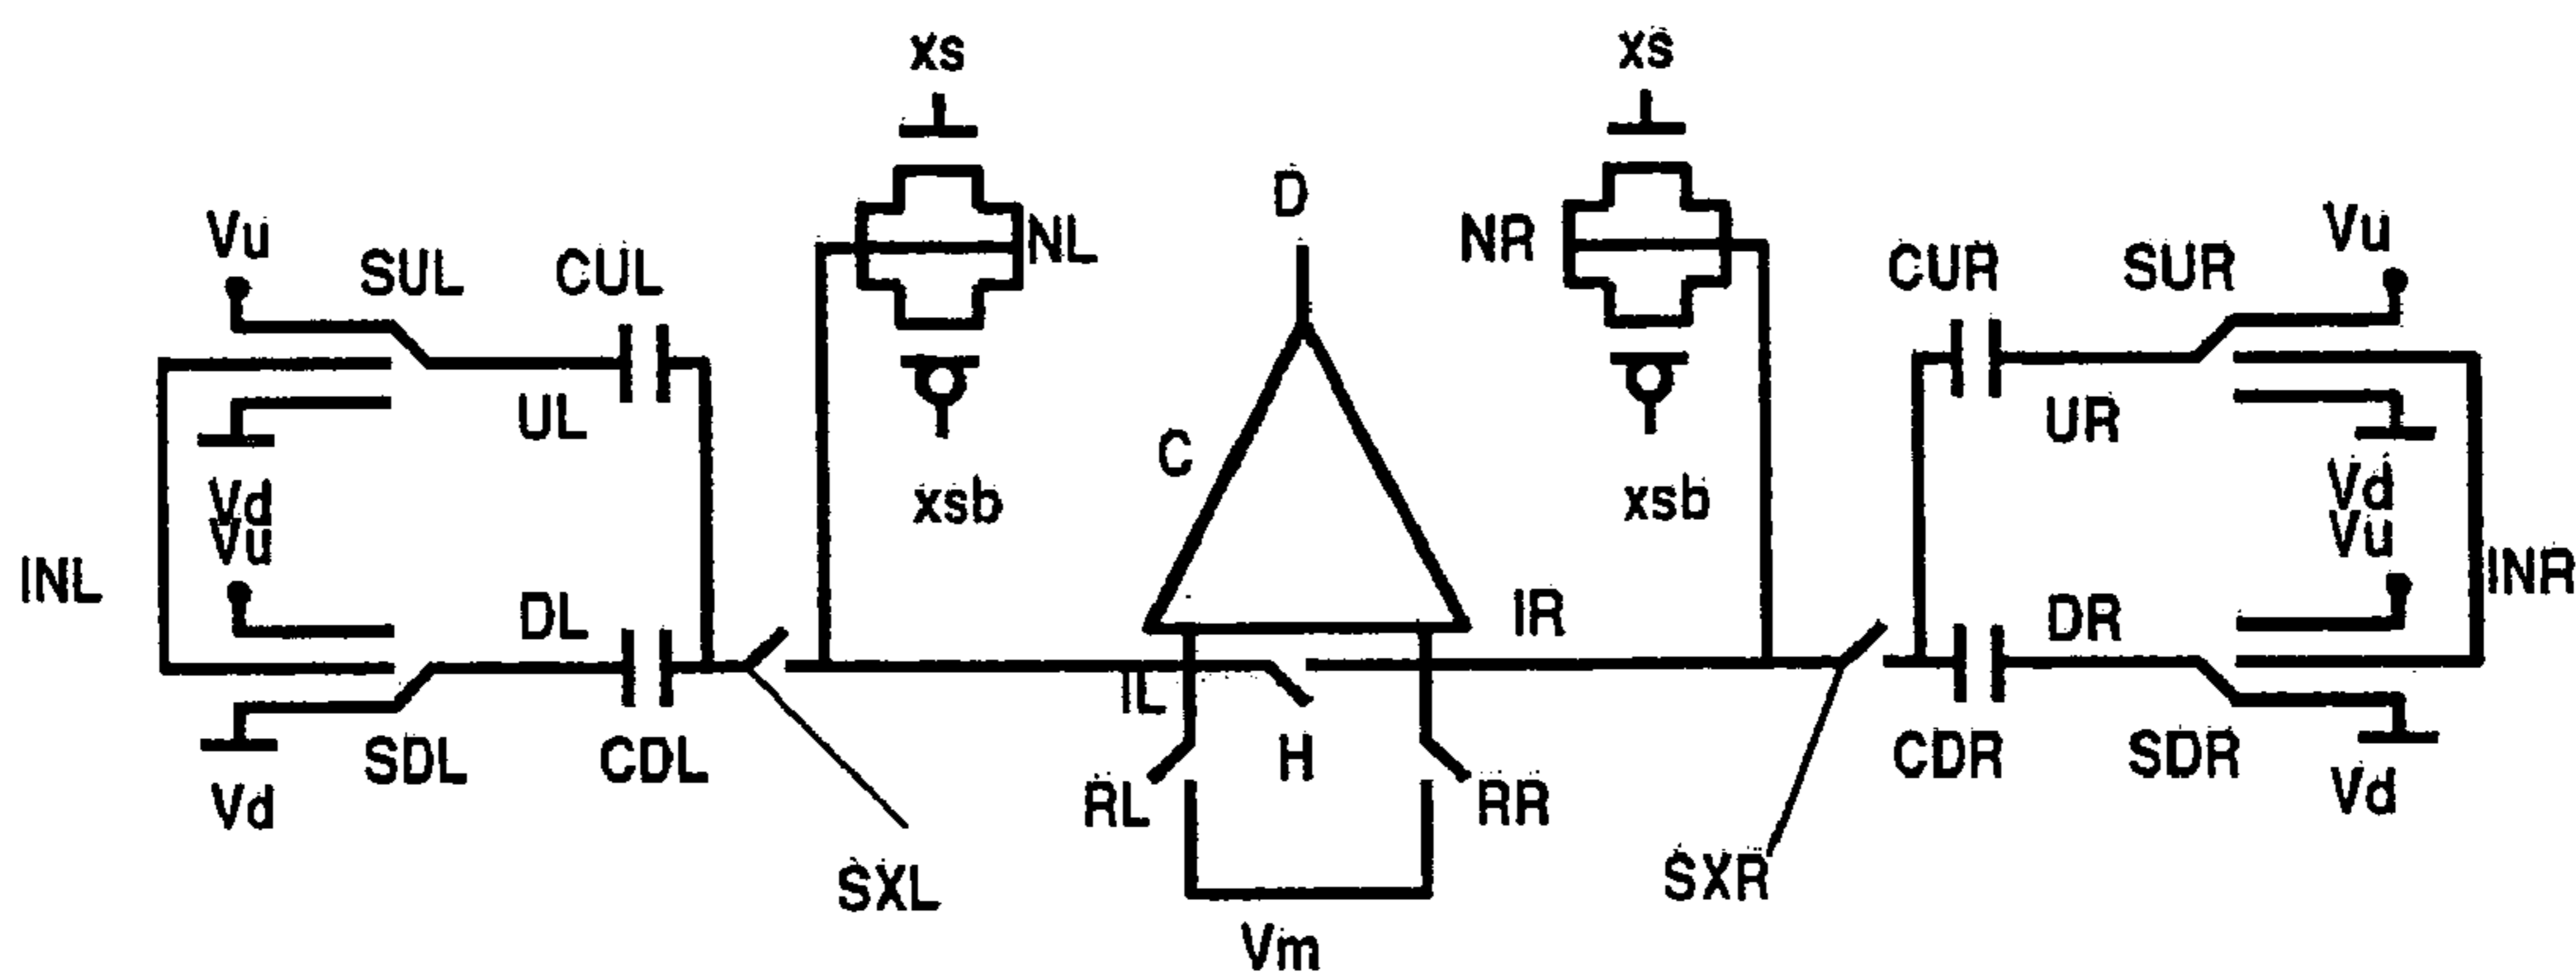 xs
xs
D
Vu
SUL
CUL
NL
NR
CUR
SUR
Vu
UL
C
UR
Vd
xsb
xsb
Vd
Vu
Vu
INL
DL
IR
DR
INR
IL
SDL
CDL
H
CDR
SDR
Vd
RL
RR
Vd
SXL
SXR
Vm